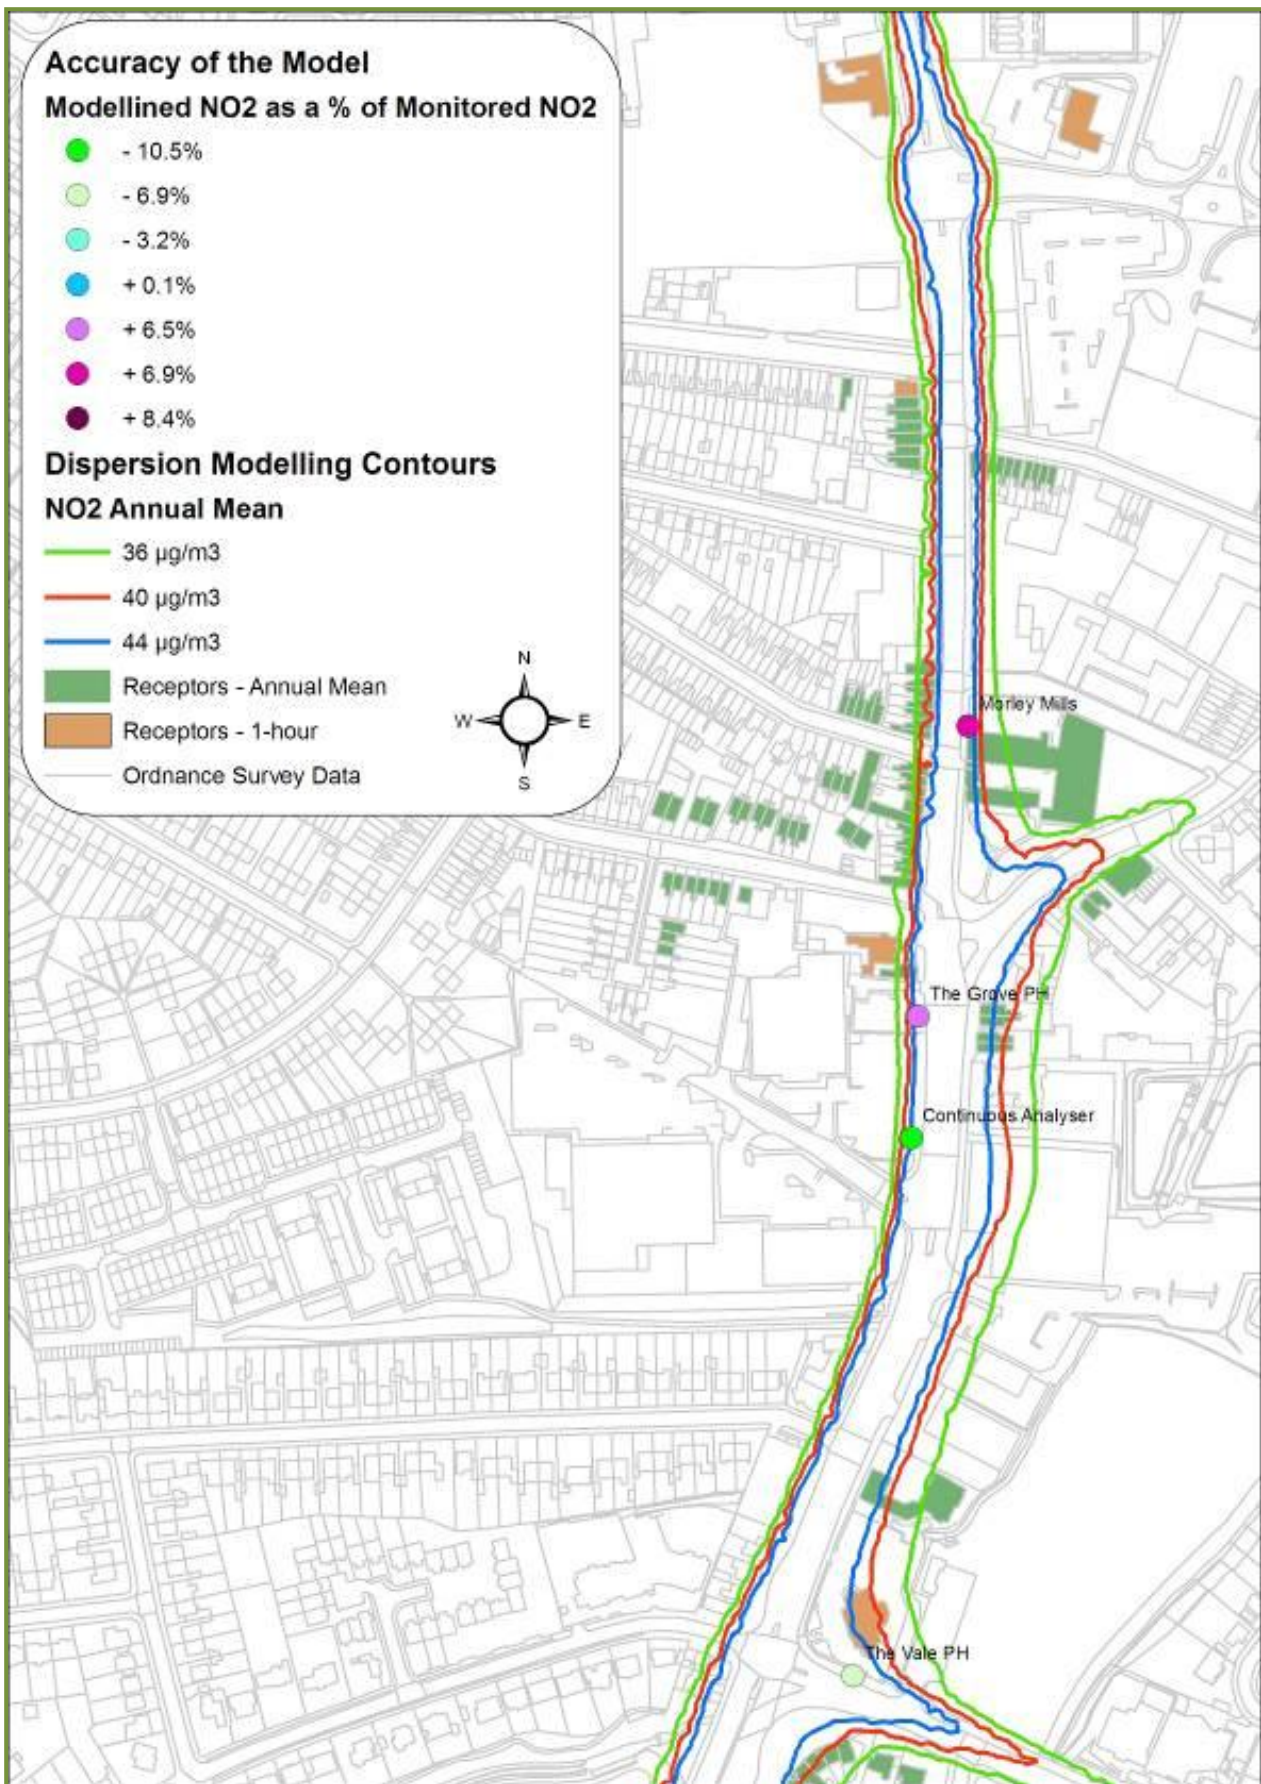 Accuracy of the Model
Modellined NO2 as a % of Monitored NO2
- 10.5%
- 6.9%
- 3.2%
+ 0.1%
+ 6.5%
+ 6.9%
+ 8.4%
Dispersion Modelling Contours
NO2 Annual Mean
36 µg/m3
40 µg/m3
44 µg/m3
Receptors - Annual Mean
Receptors - 1-hour
Ordnance Survey Data
N
W E
S
Morley Mills
The Grove PH
Continuous Analyser
The Vale PH